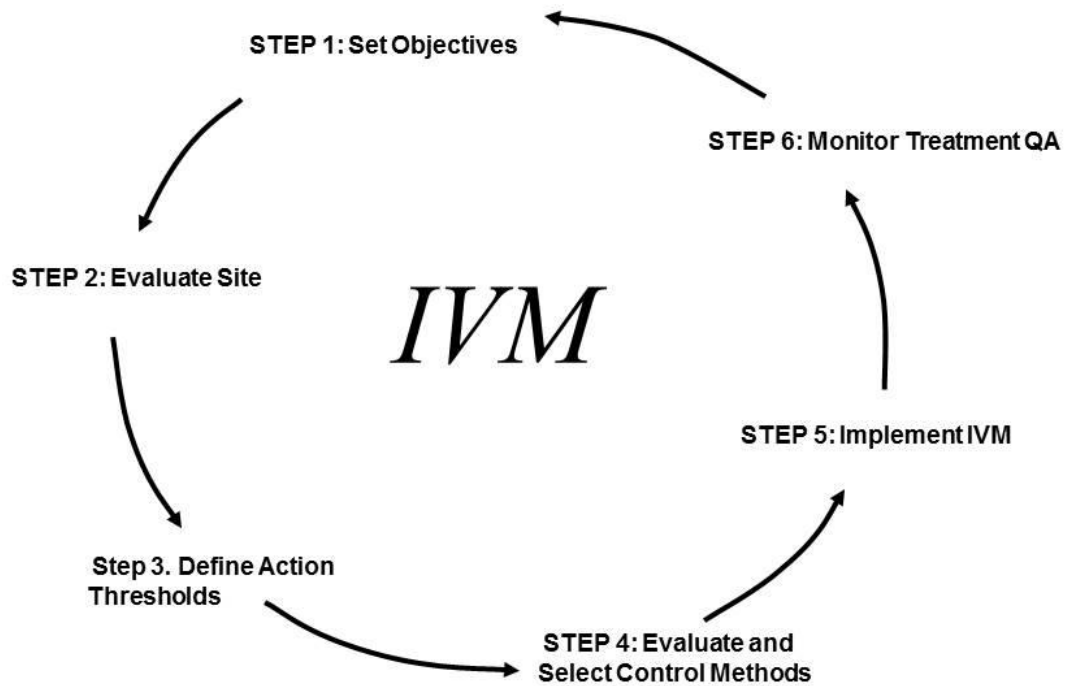 STEP 1: Set Objectives
STEP 6: Monitor Treatment QA
STEP 2: Evaluate Site
IVM
STEP 5: Implement IVM
Step 3. Define Action
Thresholds
STEP 4: Evaluate and
Select Control Methods